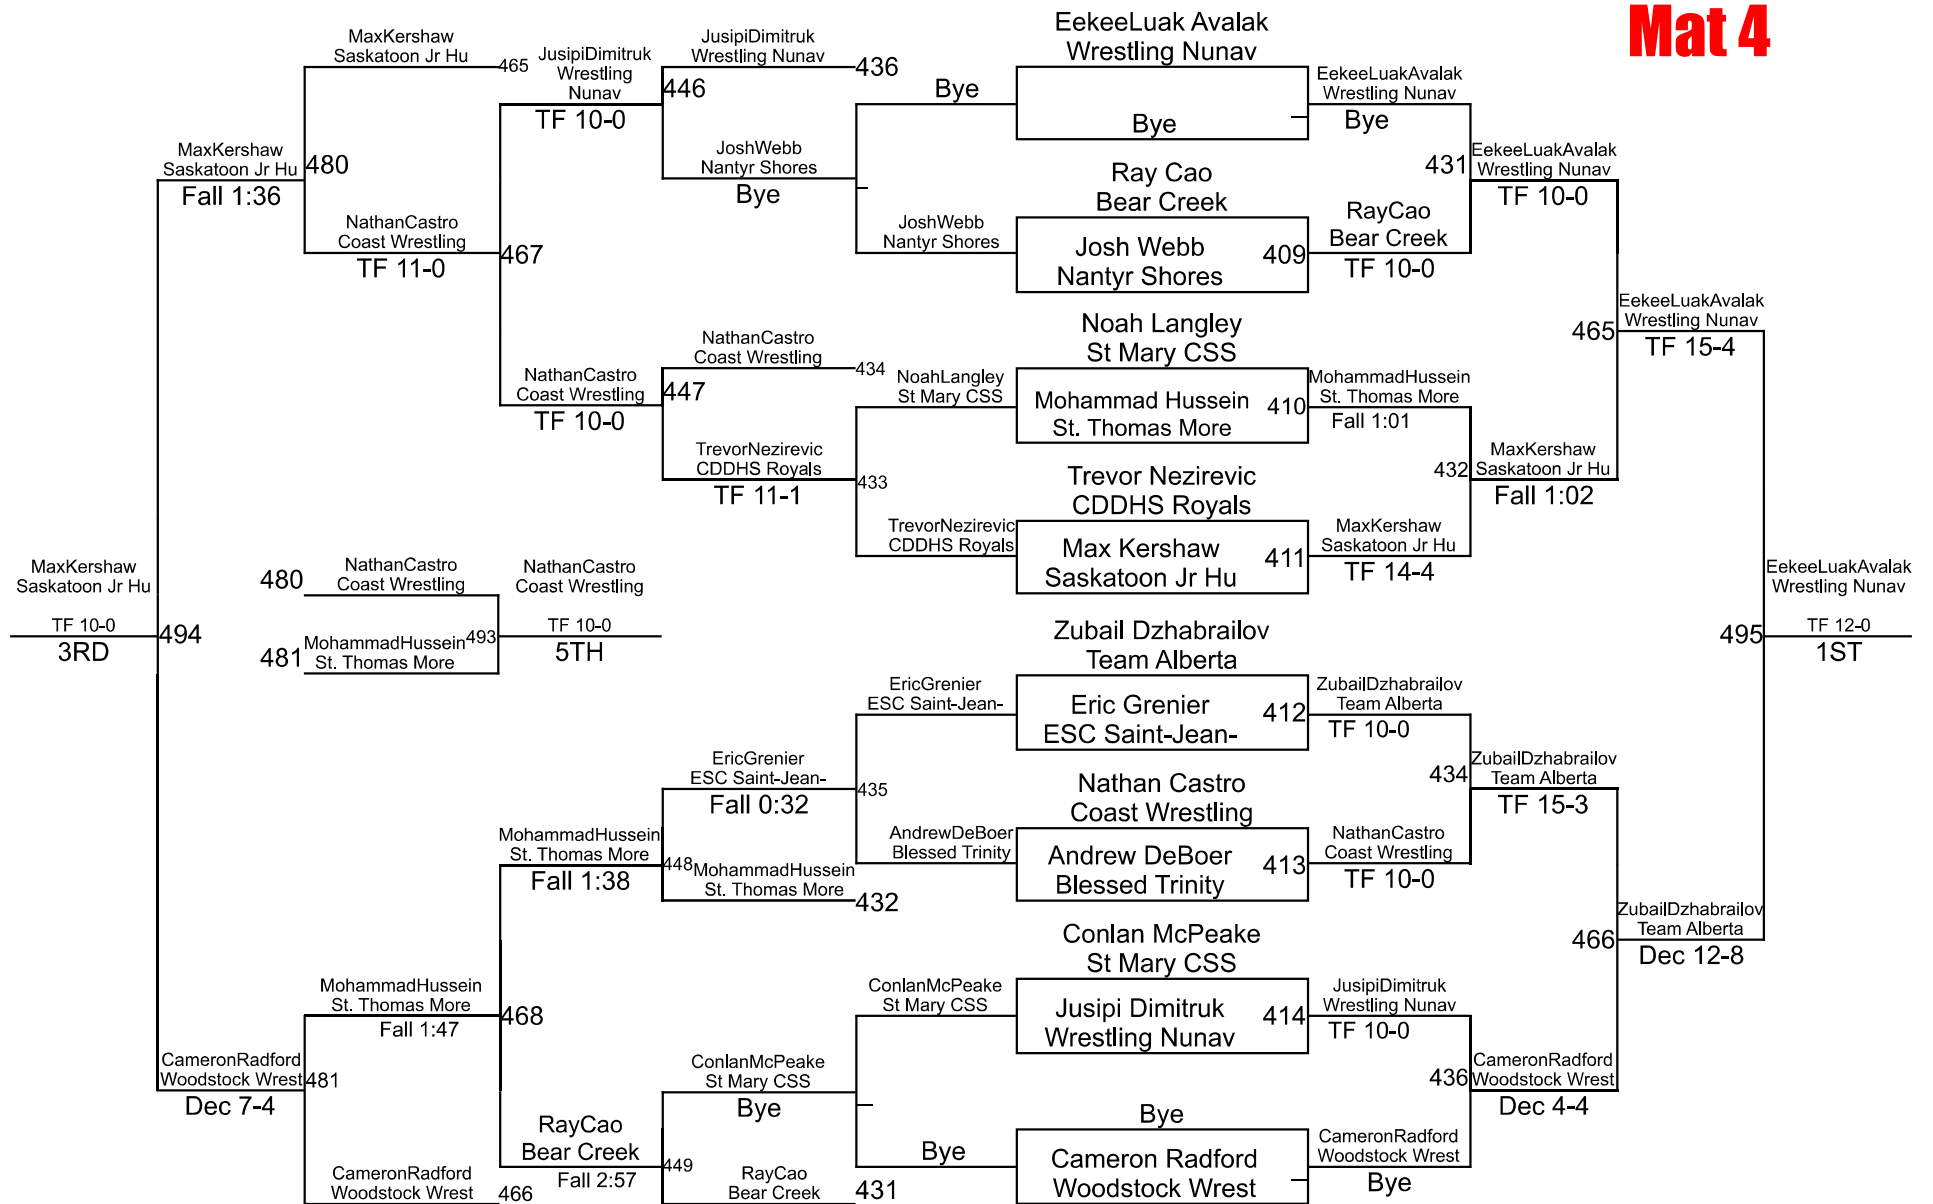 Mat 4
EekeeLuak Avalak
Wrestling Nunav
Bye
Ray Cao
Bear Creek
Josh Webb
Nantyr Shores
409
Noah Langley
St Mary CSS
Mohammad Hussein
St. Thomas More
410
Trevor Nezirevic
CDDHS Royals
Max Kershaw
Saskatoon Jr Hu
411
Zubail Dzhabrailov
Team Alberta
Eric Grenier
ESC Saint-Jean-
412
Nathan Castro
Coast Wrestling
Andrew DeBoer
Blessed Trinity
413
Conlan McPeake
St Mary CSS
Jusipi Dimitruk
Wrestling Nunav
414
Bye
Cameron Radford
Woodstock Wrest
EekeeLuakAvalak
Wrestling Nunav
Bye
431
RayCao
Bear Creek
TF 10-0
MohammadHussein
St. Thomas More
Fall 1:01
432
MaxKershaw
Saskatoon Jr Hu
TF 14-4
ZubailDzhabrailov
Team Alberta
TF 10-0
434
NathanCastro
Coast Wrestling
TF 10-0
JusipiDimitruk
Wrestling Nunav
TF 10-0
436
CameronRadford
Woodstock Wrest
Bye
EekeeLuakAvalak
Wrestling Nunav
TF 10-0
465
MaxKershaw
Saskatoon Jr Hu
Fall 1:02
ZubailDzhabrailov
Team Alberta
TF 15-3
466
CameronRadford
Woodstock Wrest
Dec 4-4
EekeeLuakAvalak
Wrestling Nunav
TF 15-4
495
ZubailDzhabrailov
Team Alberta
Dec 12-8
EekeeLuakAvalak
Wrestling Nunav
TF 12-0
1ST
Bye
JoshWebb
Nantyr Shores
NoahLangley
St Mary CSS
433
TrevorNezirevic
CDDHS Royals
EricGrenier
ESC Saint-Jean-
435
AndrewDeBoer
Blessed Trinity
ConlanMcPeake
St Mary CSS
Bye
JusipiDimitruk
Wrestling Nunav
436
446
JoshWebb
Nantyr Shores
Bye
NathanCastro
Coast Wrestling
434
447
TrevorNezirevic
CDDHS Royals
TF 11-1
EricGrenier
ESC Saint-Jean-
Fall 0:32
448
MohammadHussein
St. Thomas More
432
ConlanMcPeake
St Mary CSS
Bye
449
RayCao
Bear Creek
431
JusipiDimitruk
Wrestling
Nunav
TF 10-0
467
NathanCastro
Coast Wrestling
TF 10-0
MohammadHussein
St. Thomas More
Fall 1:38
468
RayCao
Bear Creek
Fall 2:57
MaxKershaw
Saskatoon Jr Hu
465
480
NathanCastro
Coast Wrestling
TF 11-0
MohammadHussein
St. Thomas More
Fall 1:47
481
CameronRadford
Woodstock Wrest
466
MaxKershaw
Saskatoon Jr Hu
Fall 1:36
494
CameronRadford
Woodstock Wrest
Dec 7-4
MaxKershaw
Saskatoon Jr Hu
TF 10-0
3RD
480
NathanCastro
Coast Wrestling
481
MohammadHussein
St. Thomas More
493
NathanCastro
Coast Wrestling
TF 10-0
5TH